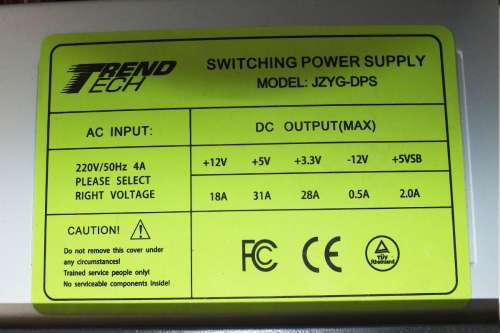 TREND
TECH
SWITCHING POWER SUPPLY
MODEL: JZYG-DPS
AC INPUT:
DC OUTPUT(MAX)
220V/50Hz 4A
PLEASE SELECT
RIGHT VOLTAGE
+12V +5V +3.3V -12V +5VSB
18A 31A 28A 0.5A 2.0A
CAUTION! ⚠
Do not remove this cover under
any circumstances!
Trained service people only!
No serviceable components inside!
FC CE
TÜV
Rheinland